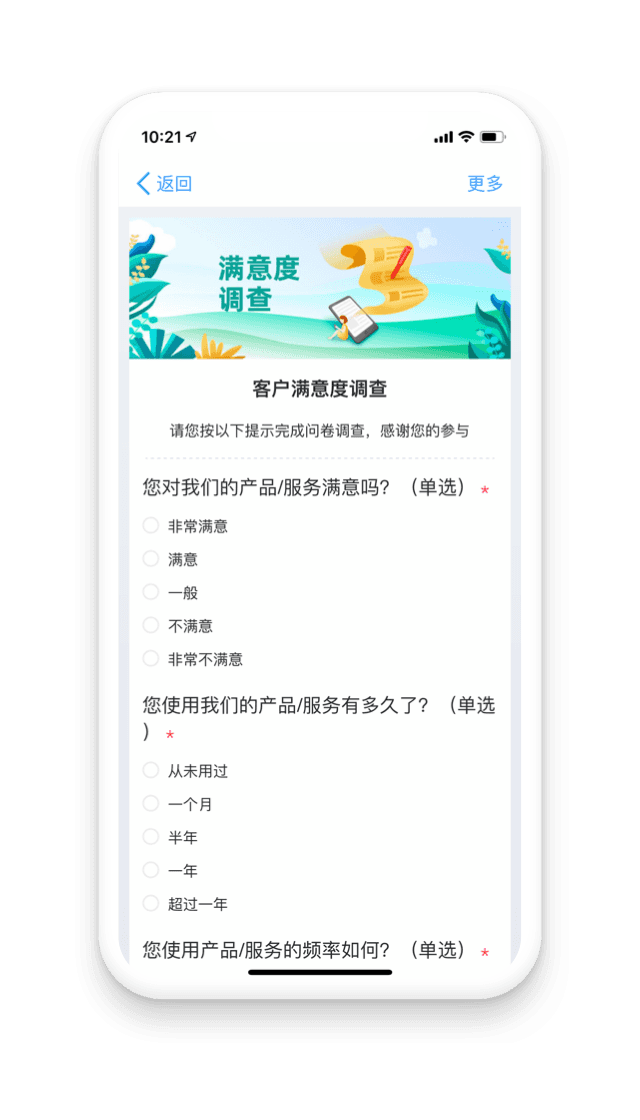 10:21
返回
更多
满意度
调查
客户满意度调查
请您按以下提示完成问卷调查，感谢您的参与
您对我们的产品/服务满意吗？（单选） *
非常满意
满意
一般
不满意
非常不满意
您使用我们的产品/服务有多久了？（单选
） *
从未用过
一个月
半年
一年
超过一年
您使用产品/服务的频率如何？（单选） *